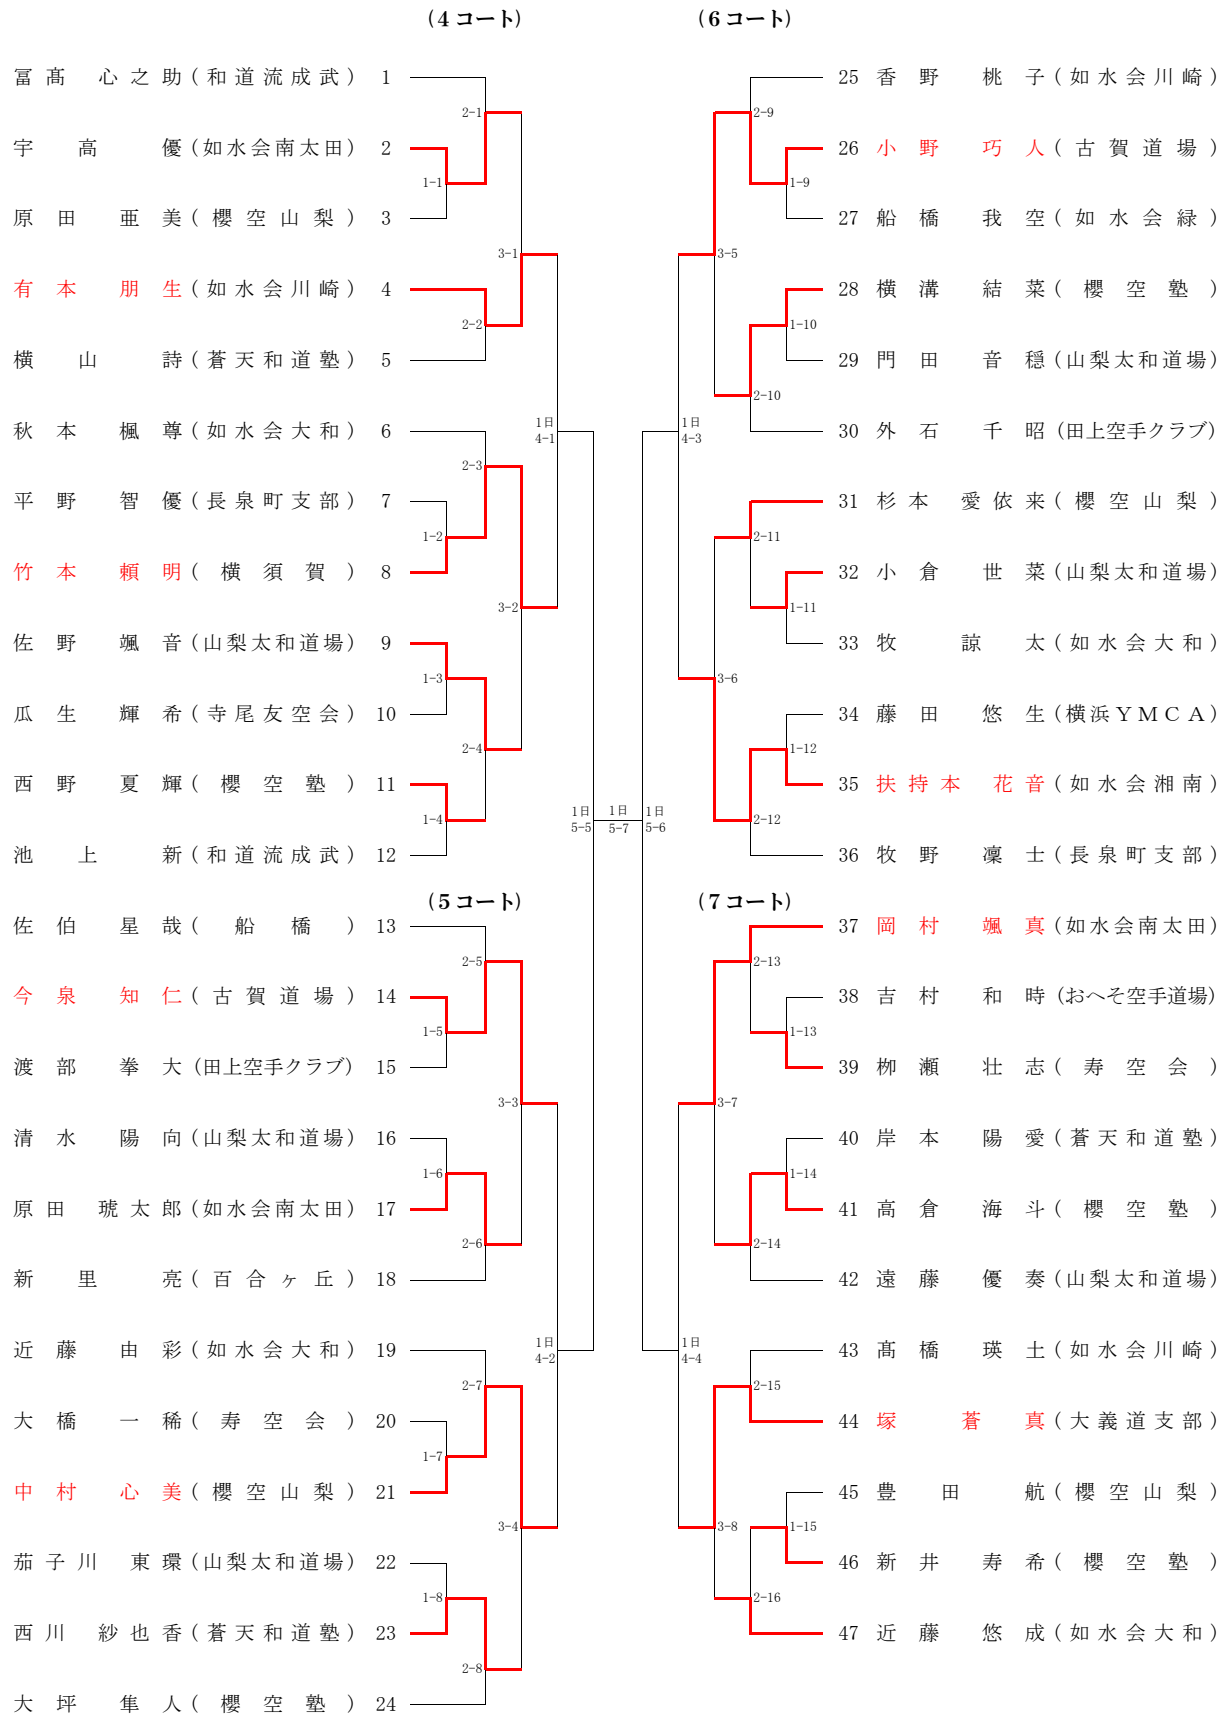 (4コート)
冨髙 心之助(和道流成武) 1
2-1
宇高 優(如水会南太田) 2
1-1
原田 亜美(櫻空山梨) 3
3-1
有本 朋生(如水会川崎) 4
2-2
横山 詩(蒼天和道塾) 5
秋本 楓尊(如水会大和) 6
1日
4-1
2-3
平野 智優(長泉町支部) 7
1-2
竹本 頼明(横須賀) 8
3-2
佐野 颯音(山梨太和道場) 9
1-3
瓜生 輝希(寺尾友空会) 10
2-4
西野 夏輝(櫻空塾) 11
1-4
池上 新(和道流成武) 12
1日
5-5
1日
5-7
1日
5-6
(5コート)
佐伯 星哉(船橋) 13
2-5
今泉 知仁(古賀道場) 14
1-5
渡部 拳大(田上空手クラブ) 15
3-3
清水 陽向(山梨太和道場) 16
1-6
原田 琥太郎(如水会南太田) 17
2-6
新里 亮(百合ヶ丘) 18
近藤 由彩(如水会大和) 19
1日
4-2
2-7
大橋 一稀(寿空会) 20
1-7
中村 心美(櫻空山梨) 21
3-4
茄子川 東環(山梨太和道場) 22
1-8
西川 紗也香(蒼天和道塾) 23
2-8
大坪 隼人(櫻空塾) 24
(6コート)
25 香野 桃子(如水会川崎)
2-9
26 小野 巧人(古賀道場)
1-9
27 船橋 我空(如水会緑)
3-5
28 横溝 結菜(櫻空塾)
1-10
29 門田 音穏(山梨太和道場)
2-10
30 外石 千昭(田上空手クラブ)
1日
4-3
31 杉本 愛依来(櫻空山梨)
2-11
32 小倉 世菜(山梨太和道場)
1-11
33 牧 諒太(如水会大和)
3-6
34 藤田 悠生(横浜YMCA)
1-12
35 扶持本 花音(如水会湘南)
2-12
36 牧野 凜士(長泉町支部)
(7コート)
37 岡村 颯真(如水会南太田)
2-13
38 吉村 和時(おへそ空手道場)
1-13
39 栁瀬 壮志(寿空会)
3-7
40 岸本 陽愛(蒼天和道塾)
1-14
41 高倉 海斗(櫻空塾)
2-14
42 遠藤 優奏(山梨太和道場)
43 髙橋 瑛土(如水会川崎)
1日
4-4
2-15
44 塚 蒼真(大義道支部)
45 豊田 航(櫻空山梨)
3-8
1-15
46 新井 寿希(櫻空塾)
2-16
47 近藤 悠成(如水会大和)